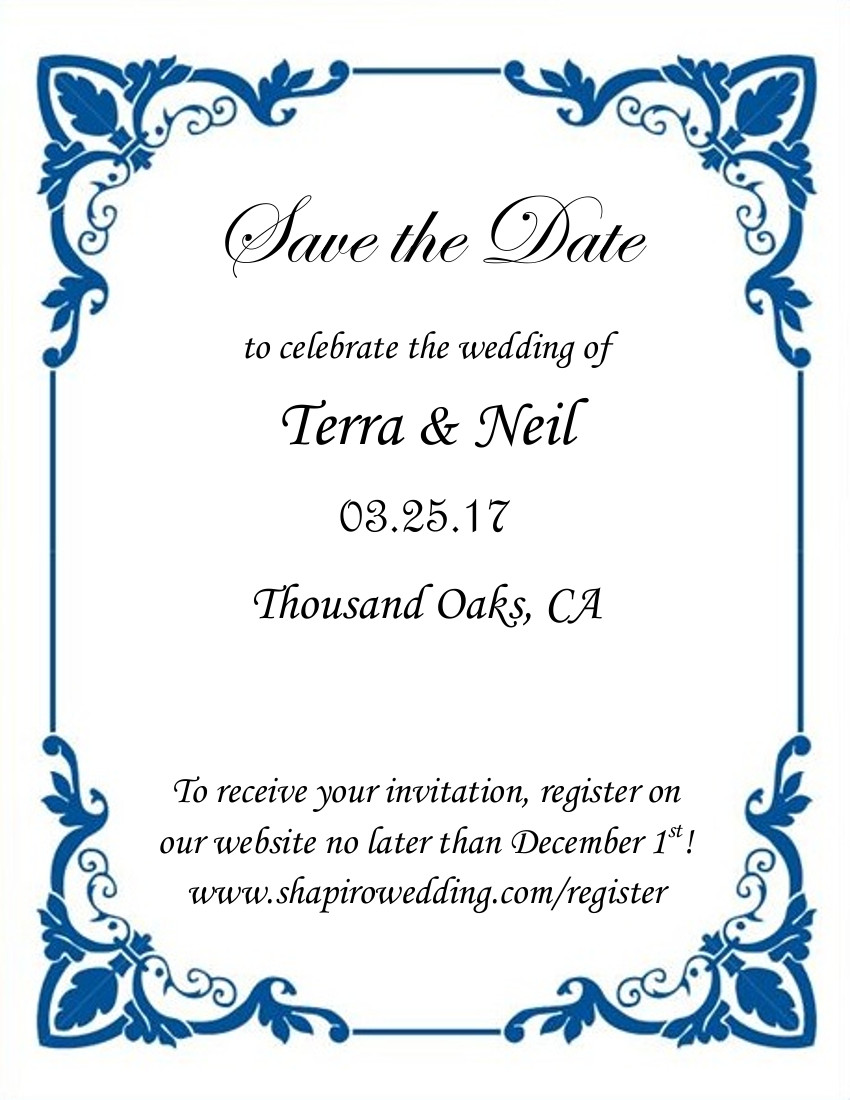 Save the Date
to celebrate the wedding of
Terra & Neil
03.25.17
Thousand Oaks, CA
To receive your invitation, register on
our website no later than December 1st!
www.shapirowedding.com/register